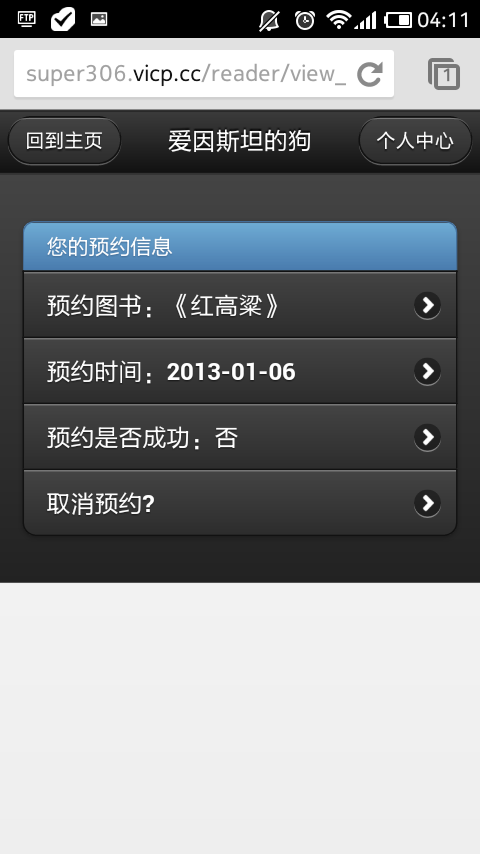 FTP
04:11
super306.vicp.cc/reader/view_
1
回到主页
爱因斯坦的狗
个人中心
您的预约信息
预约图书：《红高粱》
预约时间：2013-01-06
预约是否成功：否
取消预约?